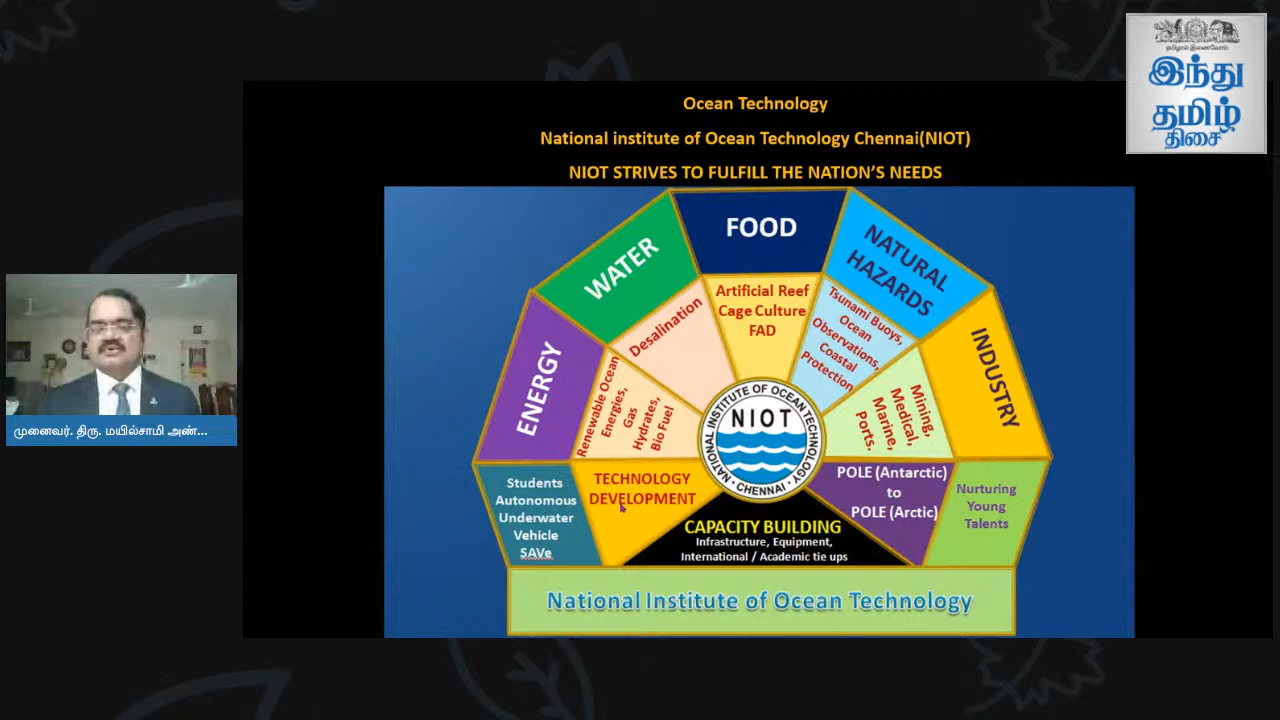 தமிழால் இணைவோம்
இந்து
தமிழ்
திசை
Ocean Technology
National institute of Ocean Technology Chennai(NIOT)
NIOT STRIVES TO FULFILL THE NATION'S NEEDS
ENERGY
WATER
FOOD
NATURAL
HAZARDS
INDUSTRY
Renewable Ocean
Energies,
Gas
Hydrates,
Bio Fuel
Desalination
Artificial Reef
Cage Culture
FAD
Tsunami Buoys,
Ocean
Observations,
Coastal
Protection
Mining,
Medical,
Marine,
Ports.
NATIONAL INSTITUTE OF OCEAN TECHNOLOGY
NIOT
· CHENNAI ·
Students
Autonomous
Underwater
Vehicle
SAVe
TECHNOLOGY
DEVELOPMENT
CAPACITY BUILDING
Infrastructure, Equipment,
International / Academic tie ups
POLE (Antarctic)
to
POLE (Arctic)
Nurturing
Young
Talents
National Institute of Ocean Technology
முனைவர். திரு. மயில்சாமி அண்...